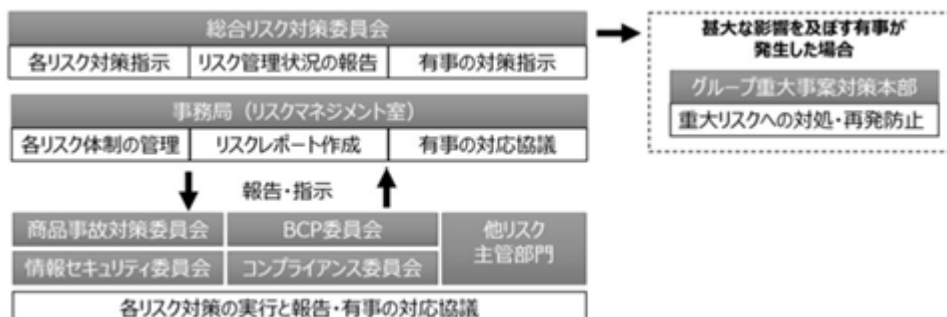 総合リスク対策委員会
各リスク対策指示 リスク管理状況の報告 有事の対策指示
事務局（リスクマネジメント室）
各リスク体制の管理 リスクレポート作成 有事の対応協議
報告・指示
商品事故対策委員会 BCP委員会
情報セキュリティ委員会 コンプライアンス委員会
他リスク
主管部門
各リスク対策の実行と報告・有事の対応協議
甚大な影響を及ぼす有事が
発生した場合
グループ重大事案対策本部
重大リスクへの対処・再発防止